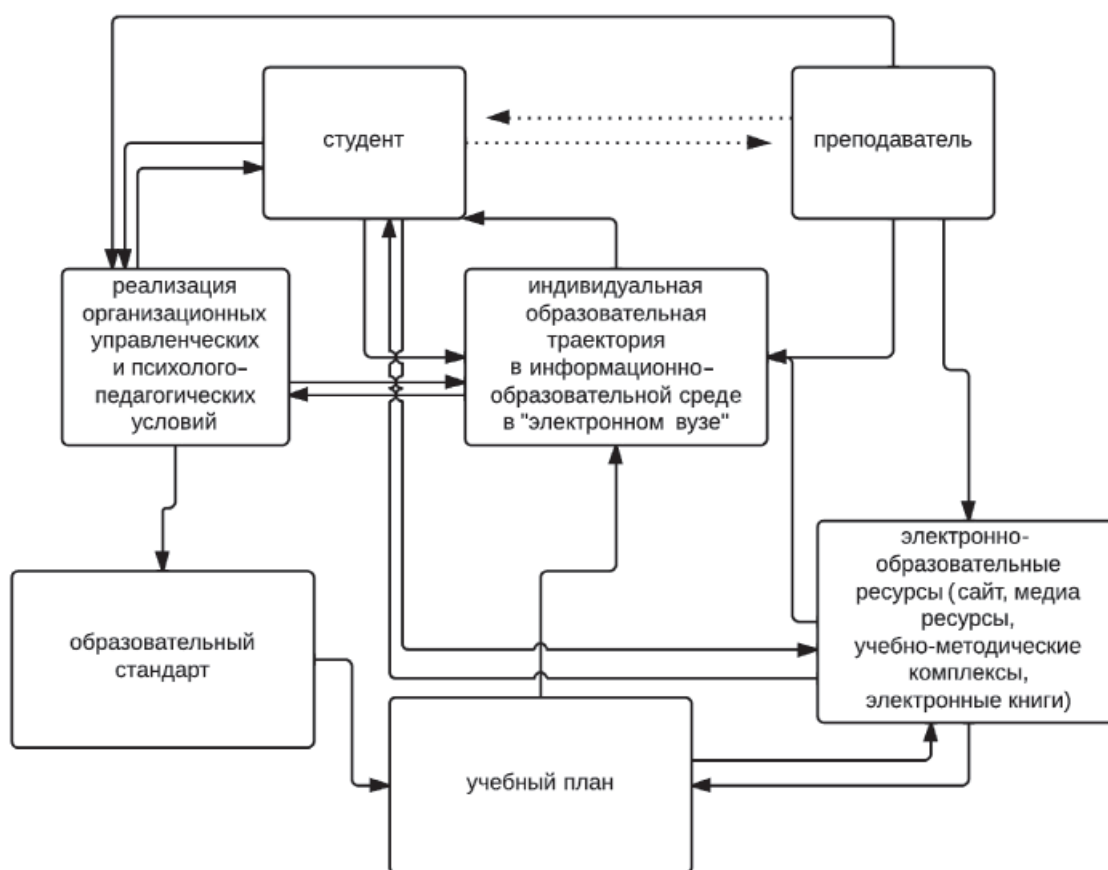 студент
преподаватель
реализация
организационных
управленческих
и психолого-
педагогических
условий
индивидуальная
образовательная
траектория
в информационно-
образовательной среде
в "электронном вузе"
электронно-
образовательные
ресурсы (сайт, медиа
ресурсы,
учебно-методические
комплексы,
электронные книги)
образовательный
стандарт
учебный план